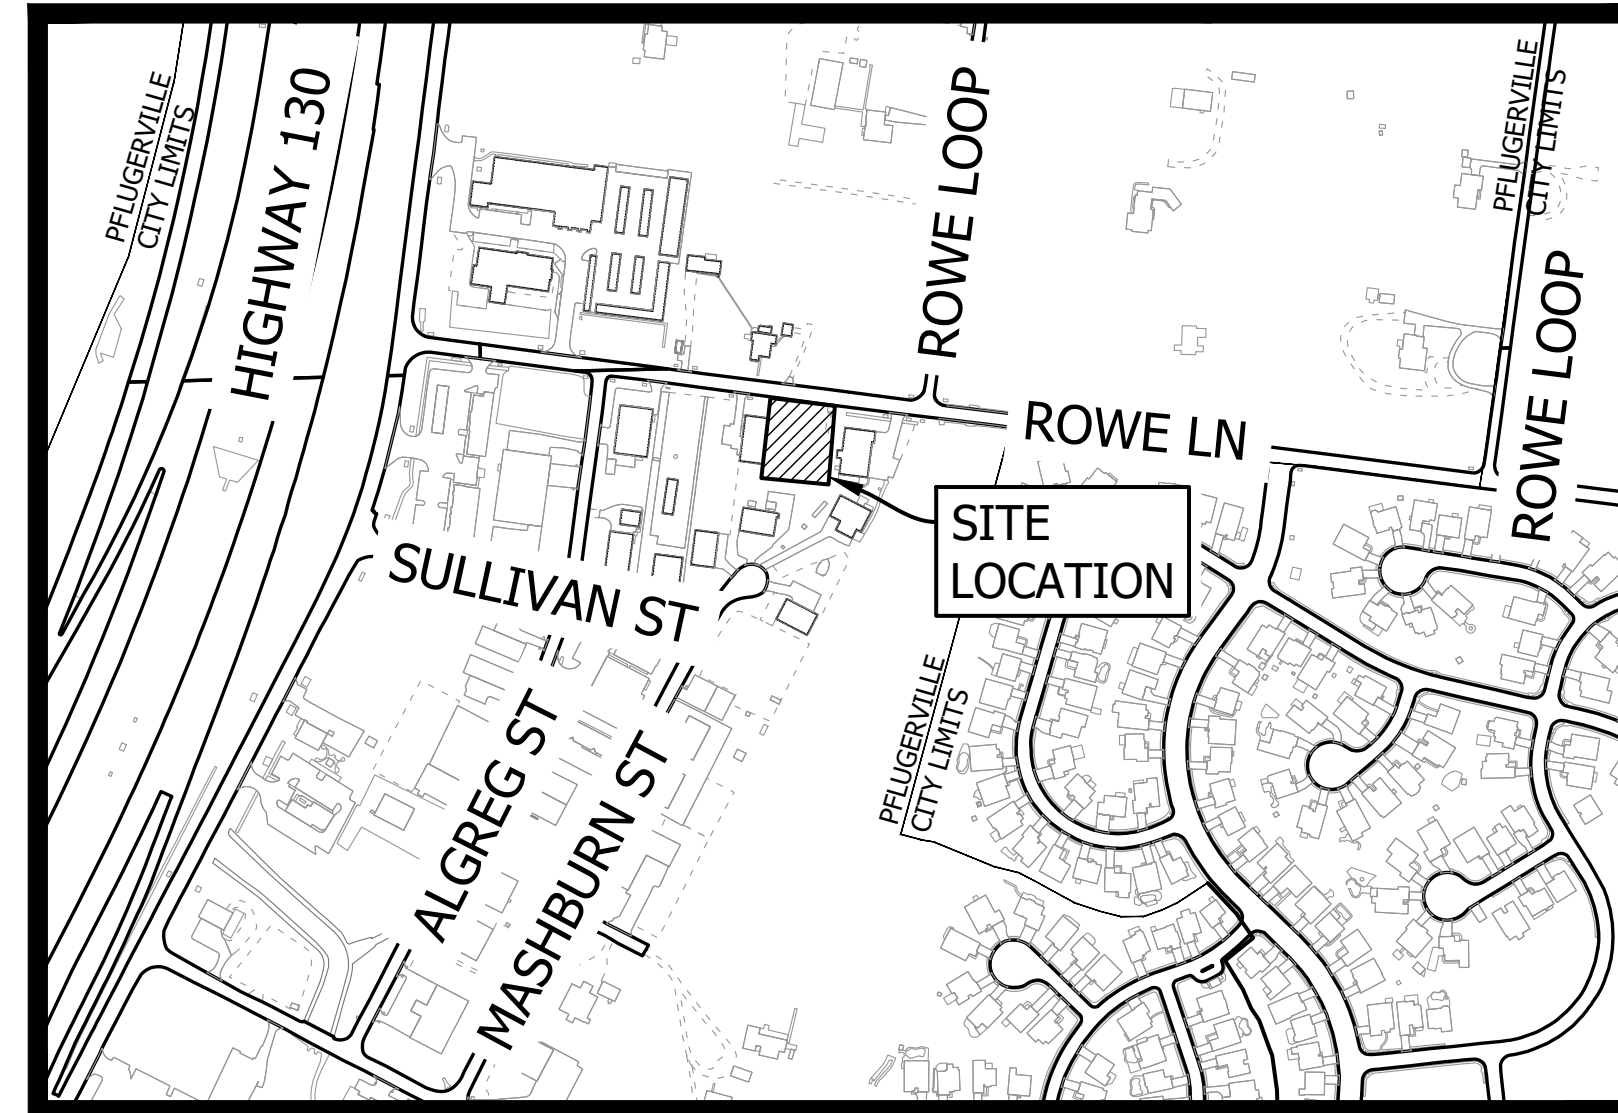 PFLUGERVILLE
CITY LIMITS
HIGHWAY 130
ROWE LOOP
PFLUGERVILLE
CITY LIMITS
ROWE LOOP
ROWE LN
SITE
LOCATION
SULLIVAN ST
ALGREG ST
MASHBURN ST
PFLUGERVILLE
CITY LIMITS